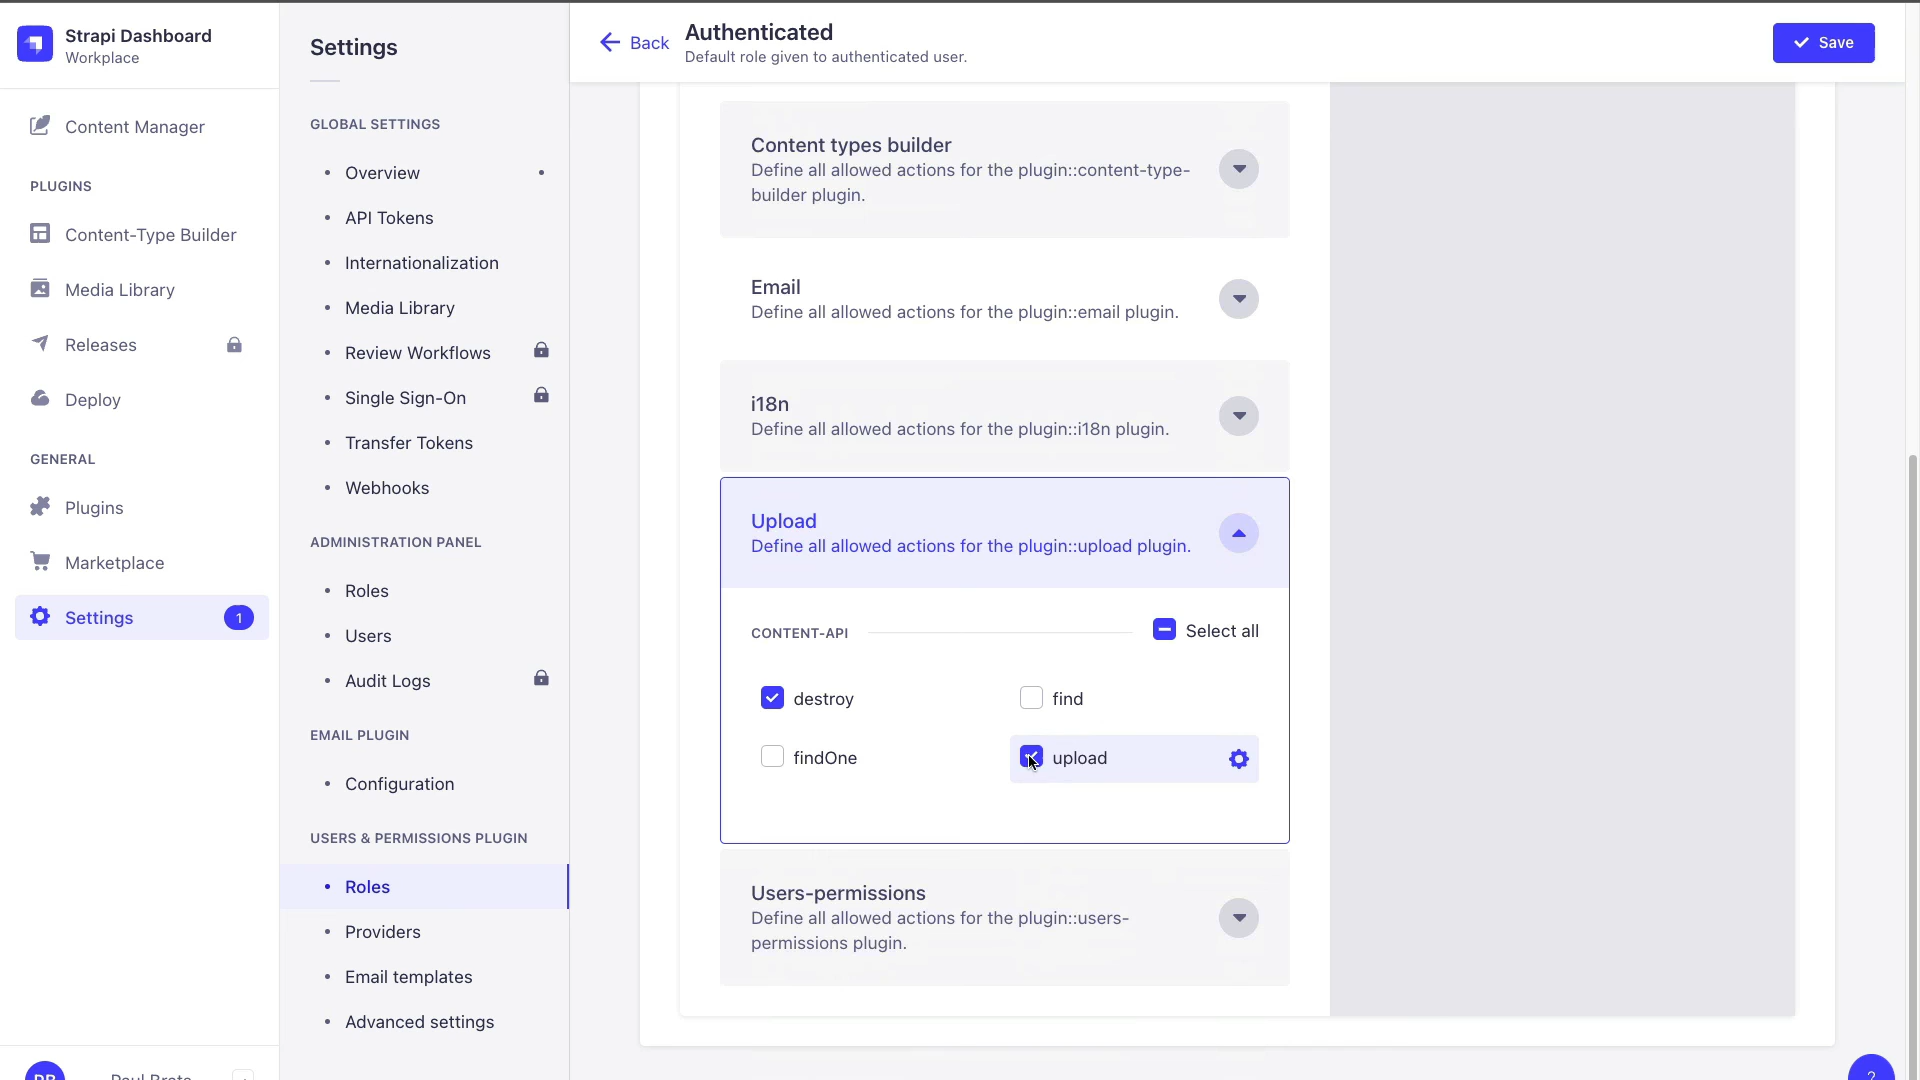 Strapi Dashboard
Workplace
Content Manager
PLUGINS
Content-Type Builder
Media Library
Releases
Deploy
GENERAL
Plugins
Marketplace
Settings
1
Settings
GLOBAL SETTINGS
Overview
API Tokens
Internationalization
Media Library
Review Workflows
Single Sign-On
Transfer Tokens
Webhooks
ADMINISTRATION PANEL
Roles
Users
Audit Logs
EMAIL PLUGIN
Configuration
USERS & PERMISSIONS PLUGIN
Roles
Providers
Email templates
Advanced settings
Back
Authenticated
Default role given to authenticated user.
Save
Content types builder
Define all allowed actions for the plugin::content-type-
builder plugin.
Email
Define all allowed actions for the plugin::email plugin.
i18n
Define all allowed actions for the plugin::i18n plugin.
Upload
Define all allowed actions for the plugin::upload plugin.
CONTENT-API
Select all
destroy
find
findOne
upload
Users-permissions
Define all allowed actions for the plugin::users-
permissions plugin.
?